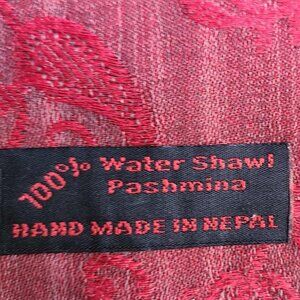 100% Water Shawl
Pashmina
HAND MADE IN NEPAL